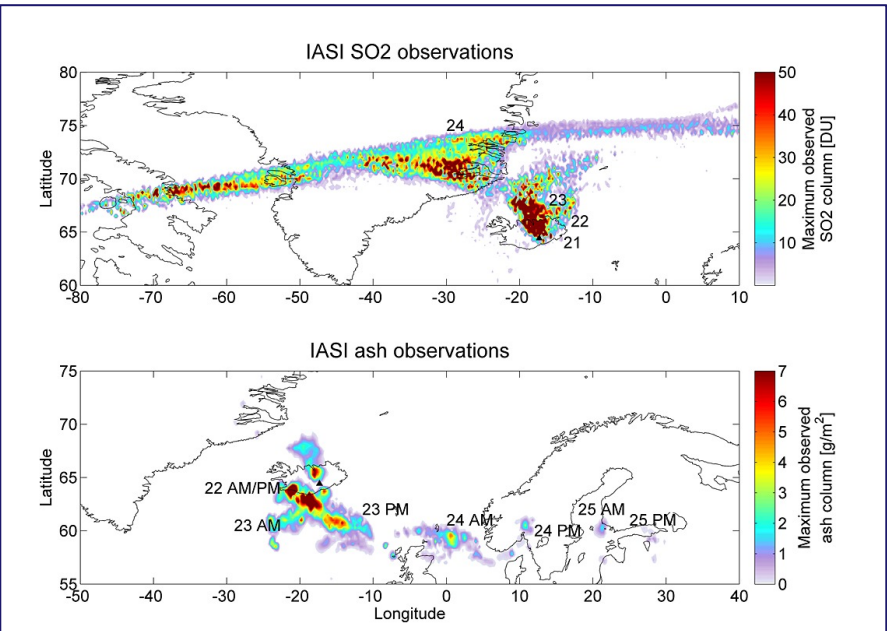 IASI SO2 observations
80
75
70
65
60
Latitude
-80 -70 -60 -50 -40 -30 -20 -10 0 10
24
23
22
21
50
40
30
20
10
Maximum observed
SO2 column [DU]
IASI ash observations
75
70
65
60
55
Latitude
-50 -40 -30 -20 -10 0 10 20 30 40
Longitude
22 AM/PM
23 AM
23 PM
24 AM
24 PM
25 AM
25 PM
7
6
5
4
3
2
1
0
Maximum observed
ash column [g/m²]